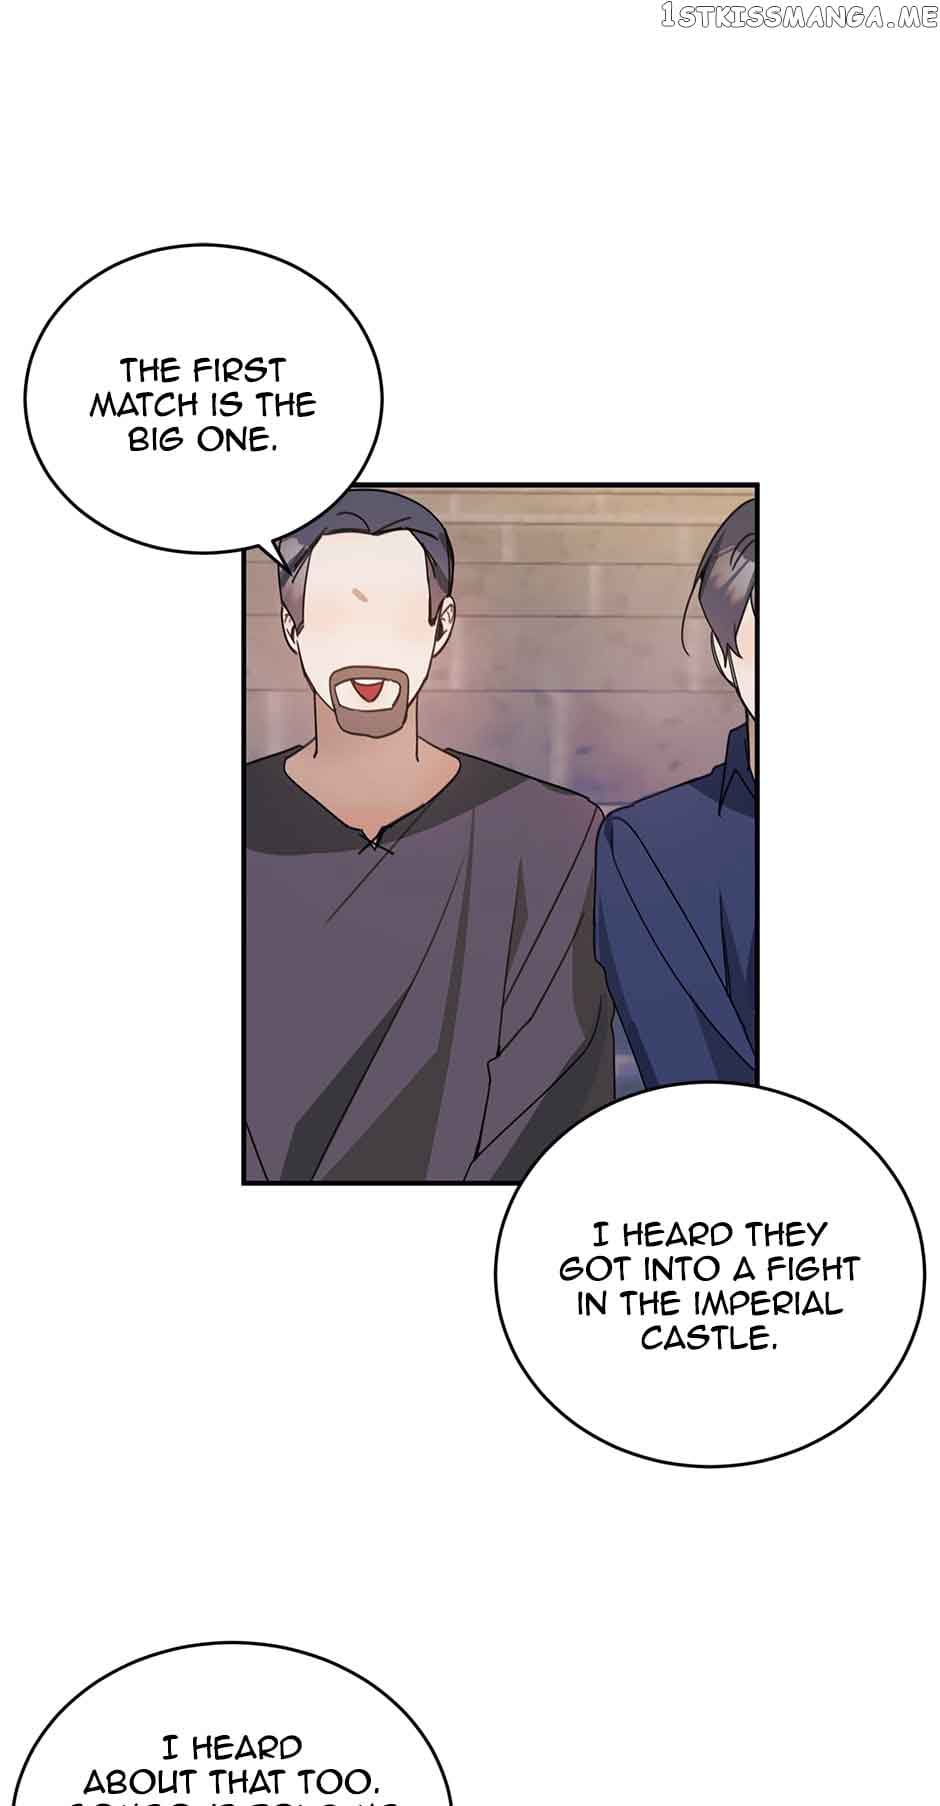 1STKISSMANGA.ME
THE FIRST
MATCH IS THE
BIG ONE.
I HEARD THEY
GOT INTO A FIGHT
IN THE IMPERIAL
CASTLE.
I HEARD
ABOUT THAT TOO.